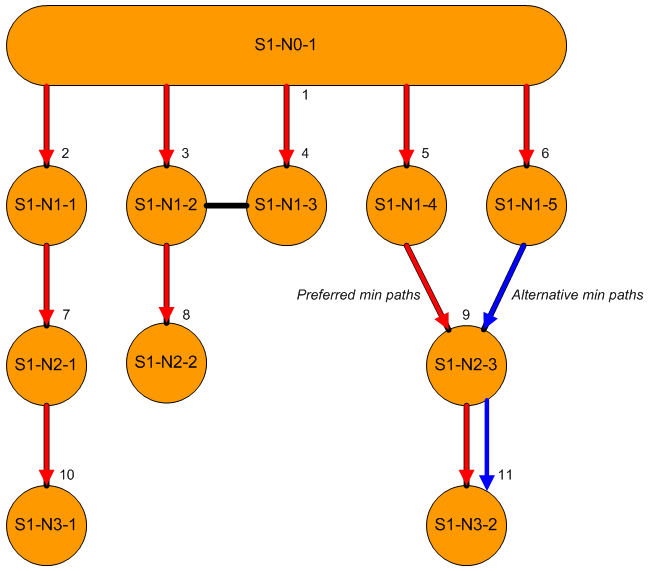 S1-N0-1
1
2
3
4
5
6
S1-N1-1
S1-N1-2
S1-N1-3
S1-N1-4
S1-N1-5
Preferred min paths
Alternative min paths
7
8
9
S1-N2-1
S1-N2-2
S1-N2-3
10
11
S1-N3-1
S1-N3-2